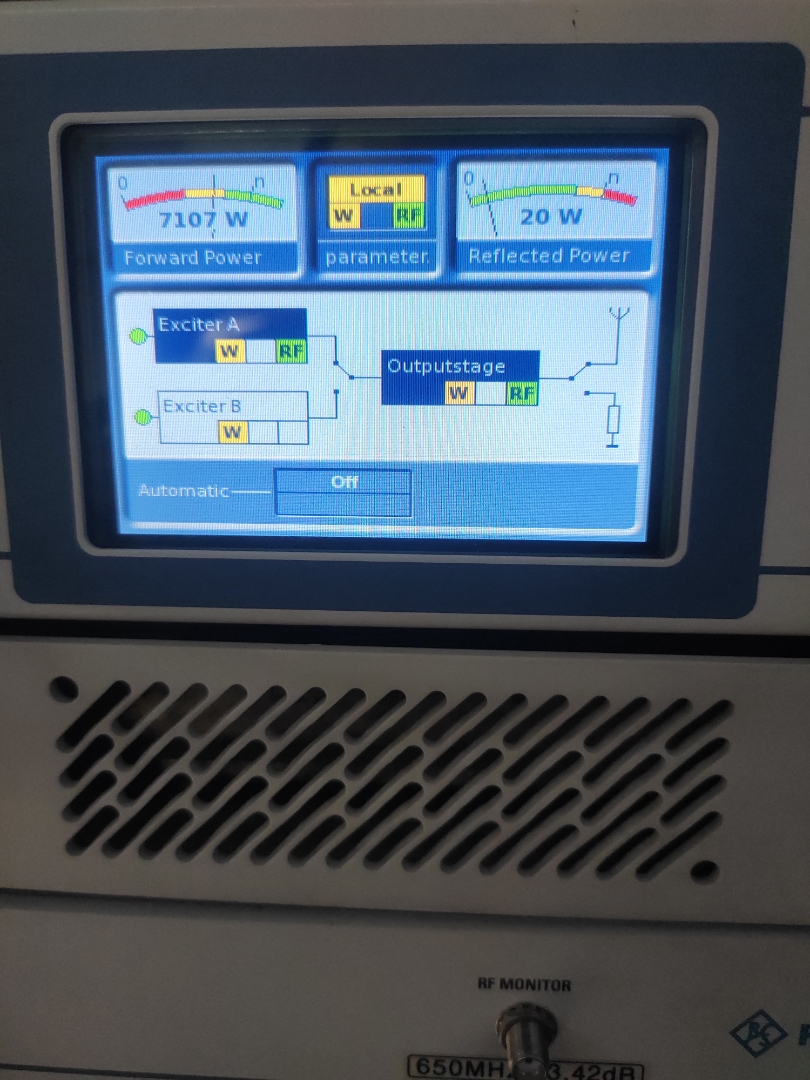 0 n
7107 W
Forward Power
Local
W RF
parameter.
0 n
20 W
Reflected Power
Exciter A
W RF
Exciter B
W
Outputstage
W RF
Automatic
Off
RF MONITOR
650MHz 3.42dB
R&S